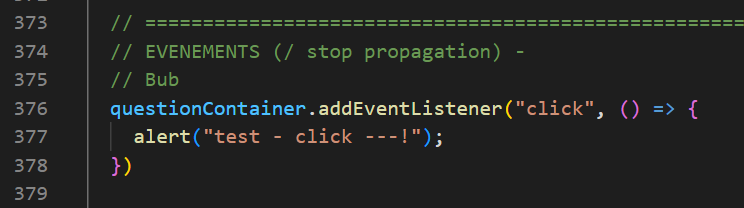 373 // =====================================================
374 // EVENEMENTS (/ stop propagation) -
375 // Bub
376 questionContainer.addEventListener("click", () => {
377 alert("test - click ---!");
378 })
379